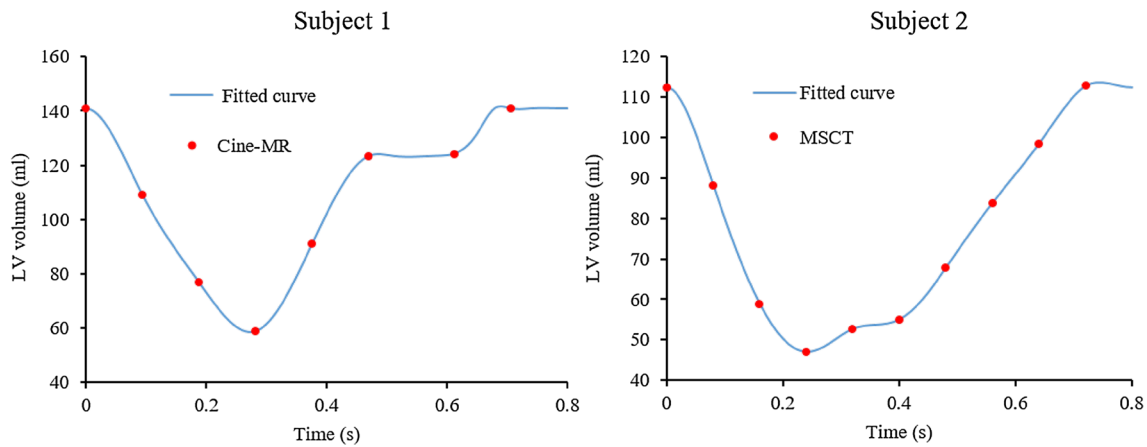 Subject 1
160
140
120
100
80
60
40
LV volume (ml)
Fitted curve
Cine-MR
0
0.2
0.4
0.6
0.8
Time (s)
Subject 2
120
110
100
90
80
70
60
50
40
LV volume (ml)
Fitted curve
MSCT
0
0.2
0.4
0.6
0.8
Time (s)